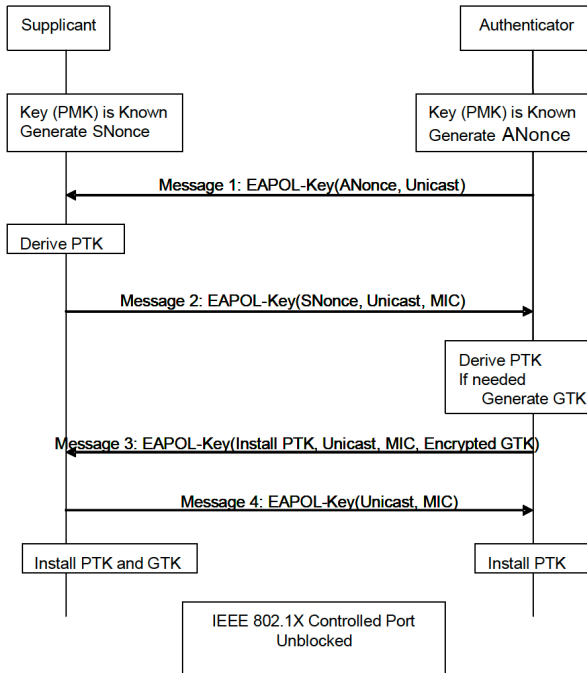 Supplicant
Authenticator
Key (PMK) is Known
Generate SNonce
Key (PMK) is Known
Generate ANonce
Message 1: EAPOL-Key(ANonce, Unicast)
Derive PTK
Message 2: EAPOL-Key(SNonce, Unicast, MIC)
Derive PTK
If needed
Generate GTK
Message 3: EAPOL-Key(Install PTK, Unicast, MIC, Encrypted GTK)
Message 4: EAPOL-Key(Unicast, MIC)
Install PTK and GTK
Install PTK
IEEE 802.1X Controlled Port
Unblocked